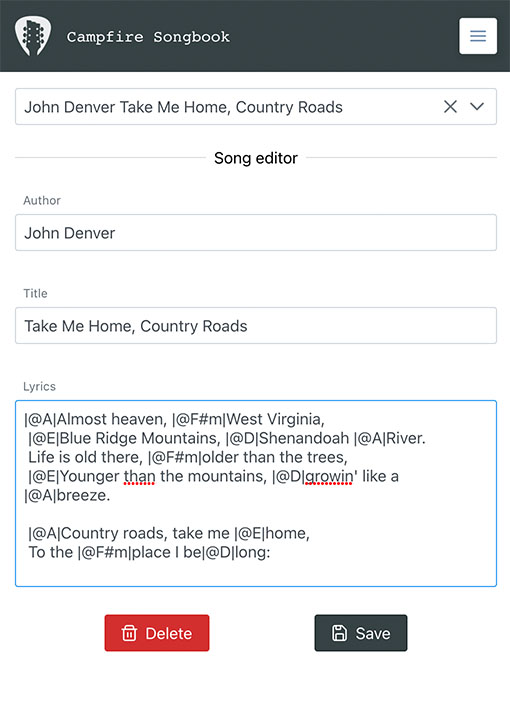 Campfire Songbook
John Denver Take Me Home, Country Roads
Song editor
Author
John Denver
Title
Take Me Home, Country Roads
Lyrics
|@A|Almost heaven, |@F#m|West Virginia,
|@E|Blue Ridge Mountains, |@D|Shenandoah |@A|River.
Life is old there, |@F#m|older than the trees,
|@E|Younger than the mountains, |@D|growin' like a
|@A|breeze.
|@A|Country roads, take me |@E|home,
To the |@F#m|place I be|@D|long:
Delete
Save